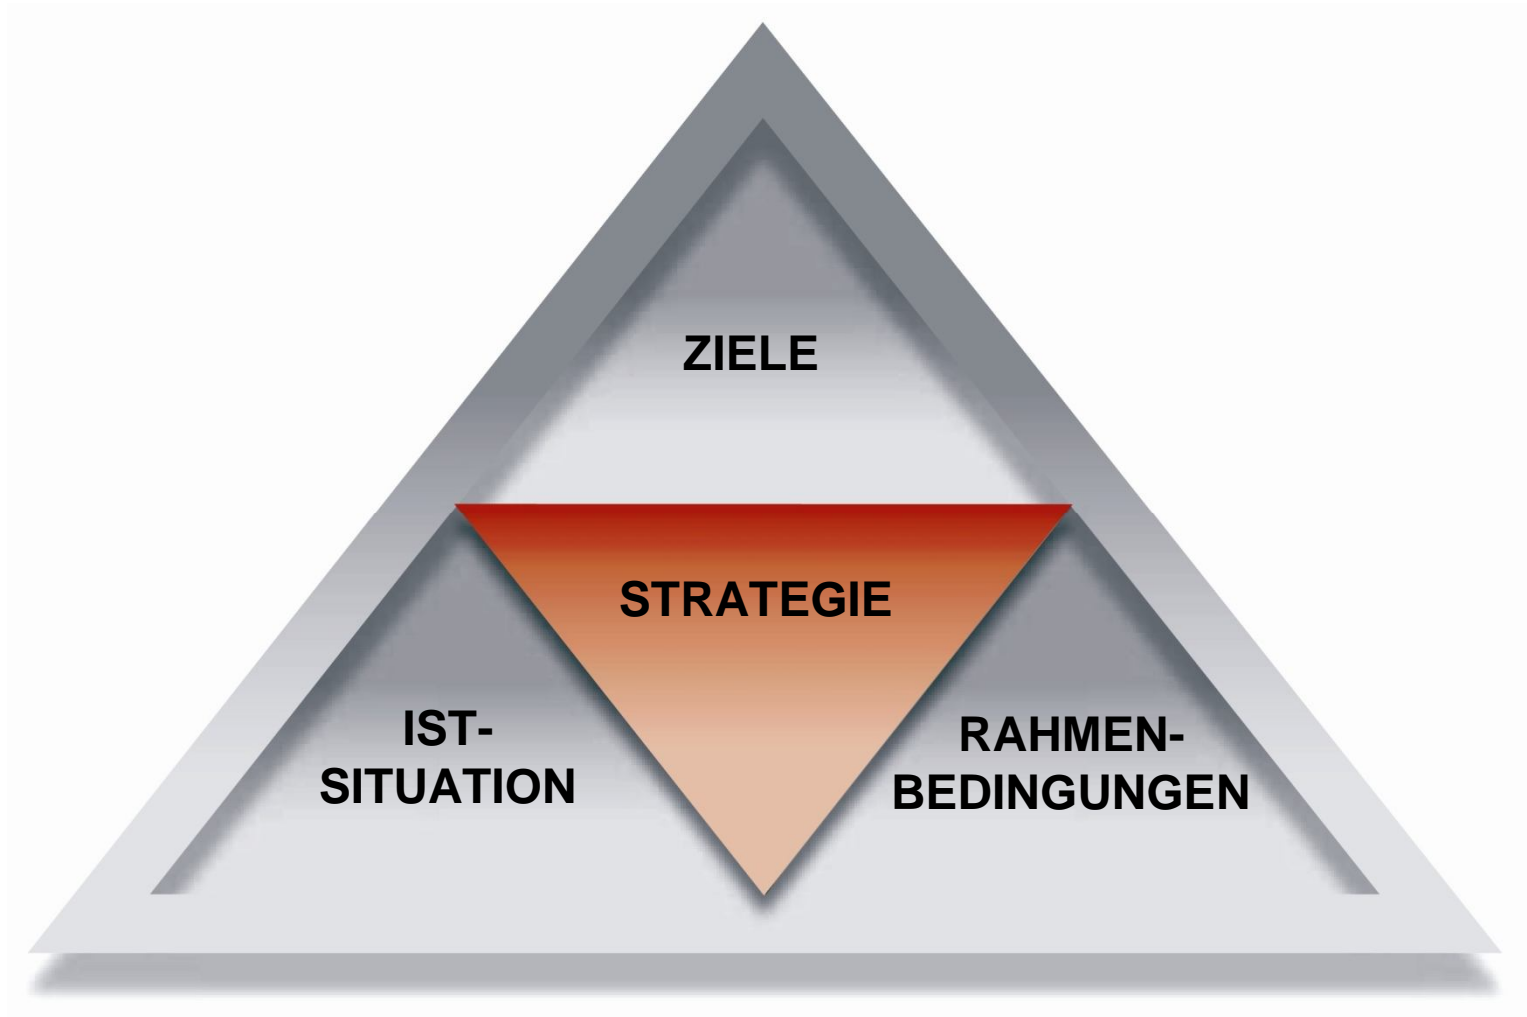 ZIELE
STRATEGIE
IST-
SITUATION
RAHMEN-
BEDINGUNGEN